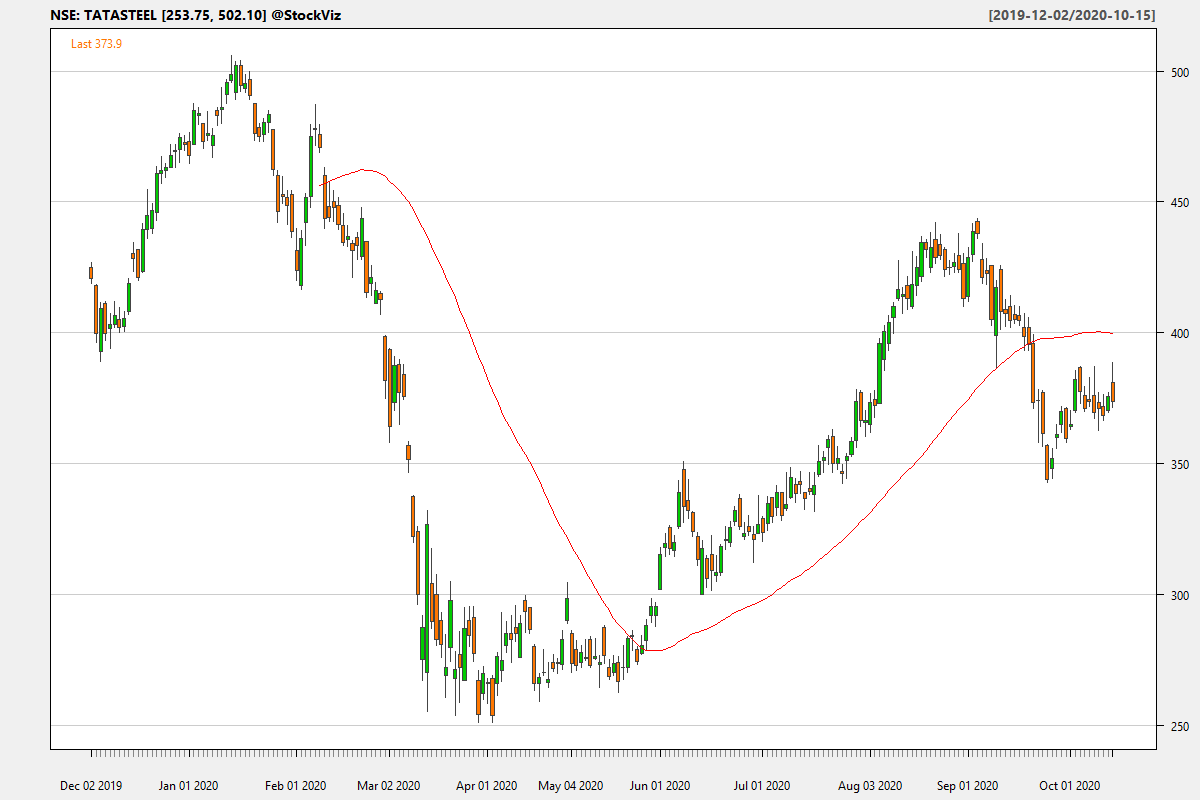 NSE: TATASTEEL [253.75, 502.10] @StockViz [2019-12-02/2020-10-15]
Last 373.9
500
450
400
350
300
250
Dec 02 2019 Jan 01 2020 Feb 01 2020 Mar 02 2020 Apr 01 2020 May 04 2020 Jun 01 2020 Jul 01 2020 Aug 03 2020 Sep 01 2020 Oct 01 2020